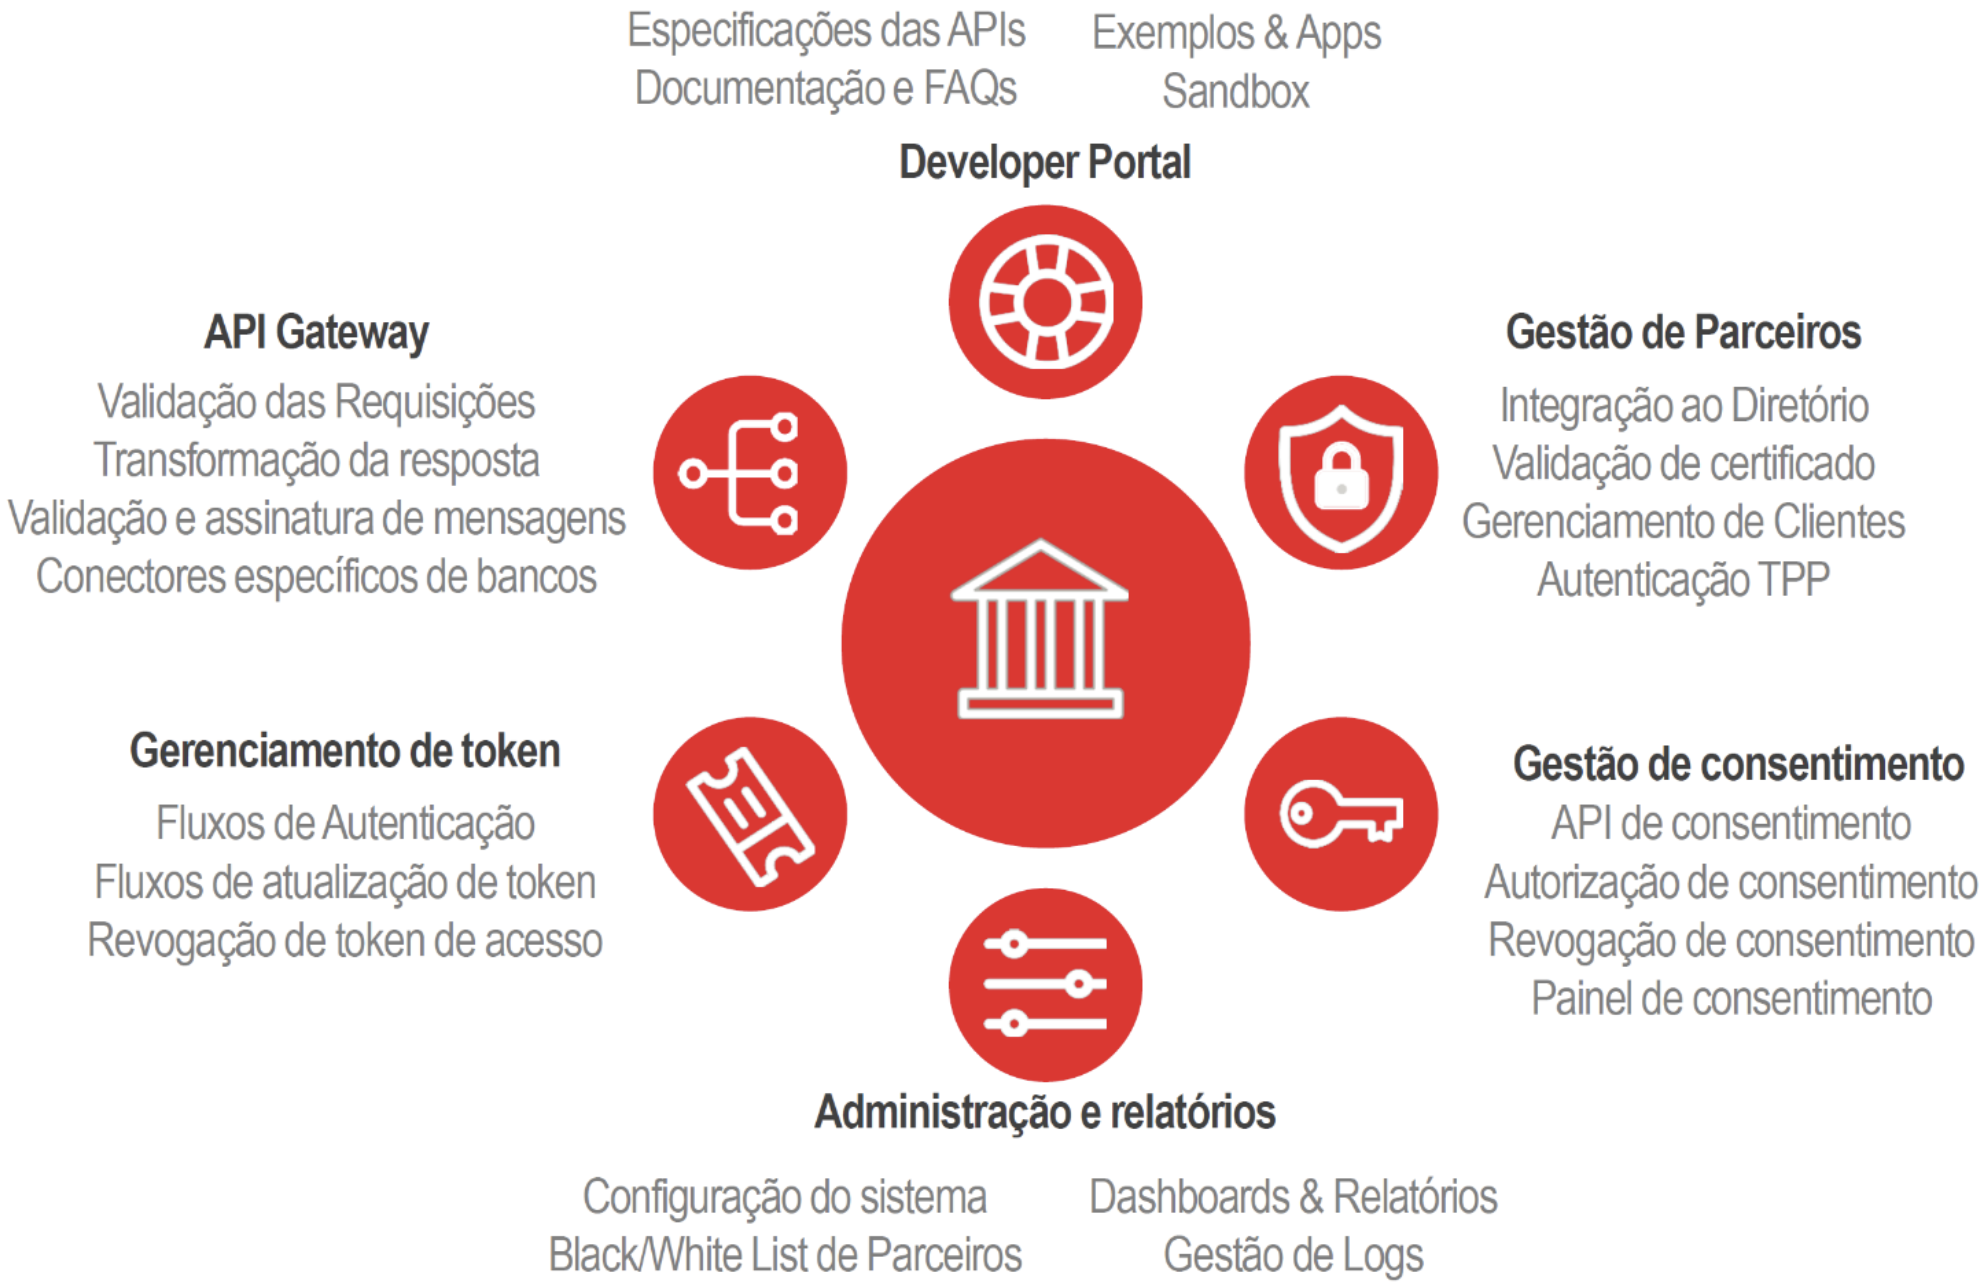 Especificações das APIs
Documentação e FAQs
Exemplos & Apps
Sandbox
Developer Portal
API Gateway
Validação das Requisições
Transformação da resposta
Validação e assinatura de mensagens
Conectores específicos de bancos
Gestão de Parceiros
Integração ao Diretório
Validação de certificado
Gerenciamento de Clientes
Autenticação TPP
Gerenciamento de token
Fluxos de Autenticação
Fluxos de atualização de token
Revogação de token de acesso
Gestão de consentimento
API de consentimento
Autorização de consentimento
Revogação de consentimento
Painel de consentimento
Administração e relatórios
Configuração do sistema
Black/White List de Parceiros
Dashboards & Relatórios
Gestão de Logs